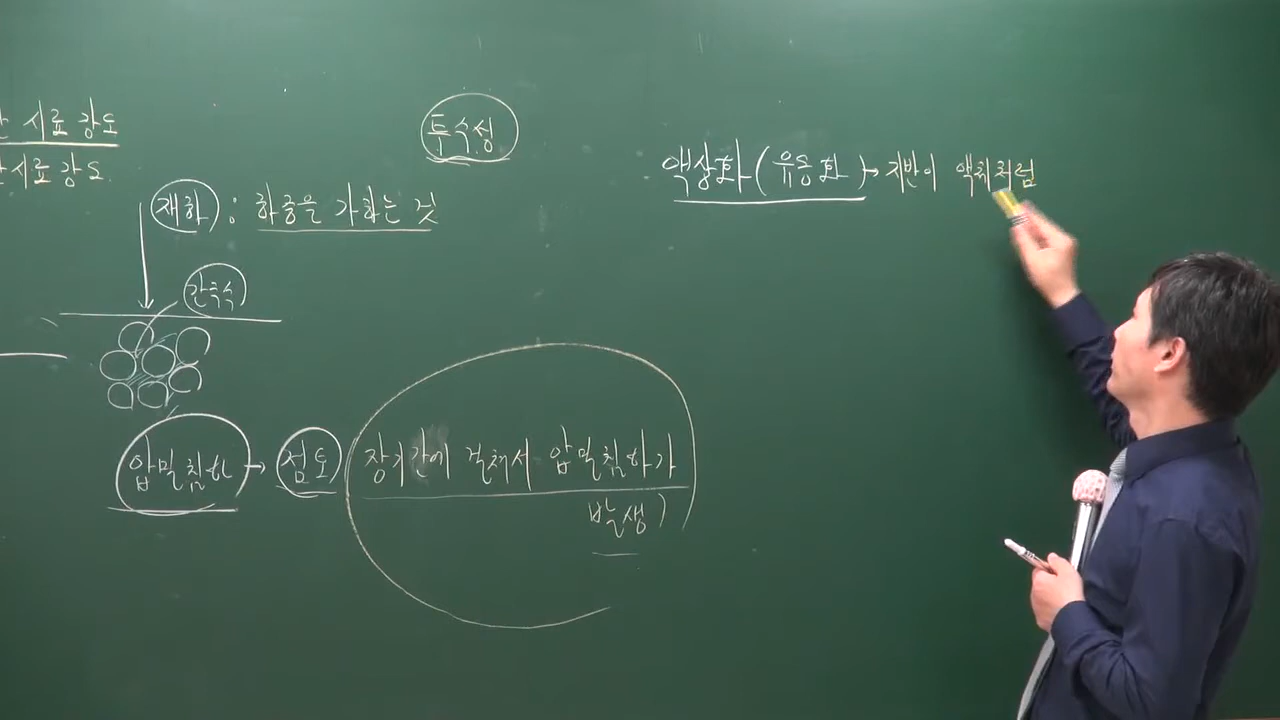 시료 강도
시료 강도
투수성
재하 : 하중을 가하는 것
간극수
액상화(유동화) → 지반이 액체처럼
압밀침하 → 점토 장기간에 걸쳐서 압밀침하가
발생)